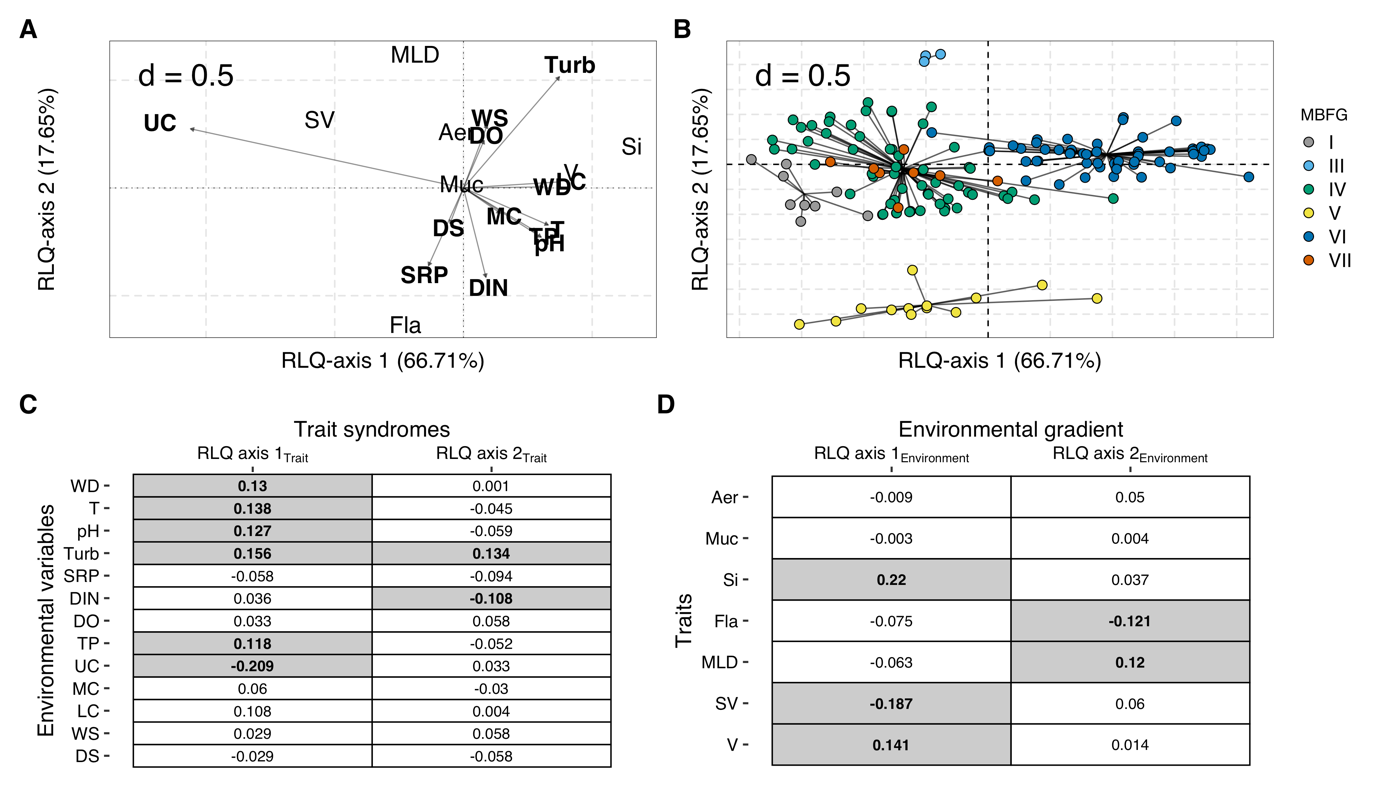 A
d = 0.5
MLD
Turb
UC
SV
WS
Aer
DO
Si
V
LC
WD
Muc
MC
DS
T
TP
pH
SRP
DIN
Fla
RLQ-axis 2 (17.65%)
RLQ-axis 1 (66.71%)
B
d = 0.5
RLQ-axis 2 (17.65%)
RLQ-axis 1 (66.71%)
MBFG
I
III
IV
V
VI
VII
C
Trait syndromes
RLQ axis 1Trait RLQ axis 2Trait
Environmental variables
WD 0.13 0.001
T 0.138 -0.045
pH 0.127 -0.059
Turb 0.156 0.134
SRP -0.058 -0.094
DIN 0.036 -0.108
DO 0.033 0.058
TP 0.118 -0.052
UC -0.209 0.033
MC 0.06 -0.03
LC 0.108 0.004
WS 0.029 0.058
DS -0.029 -0.058
D
Environmental gradient
RLQ axis 1Environment RLQ axis 2Environment
Traits
Aer -0.009 0.05
Muc -0.003 0.004
Si 0.22 0.037
Fla -0.075 -0.121
MLD -0.063 0.12
SV -0.187 0.06
V 0.141 0.014